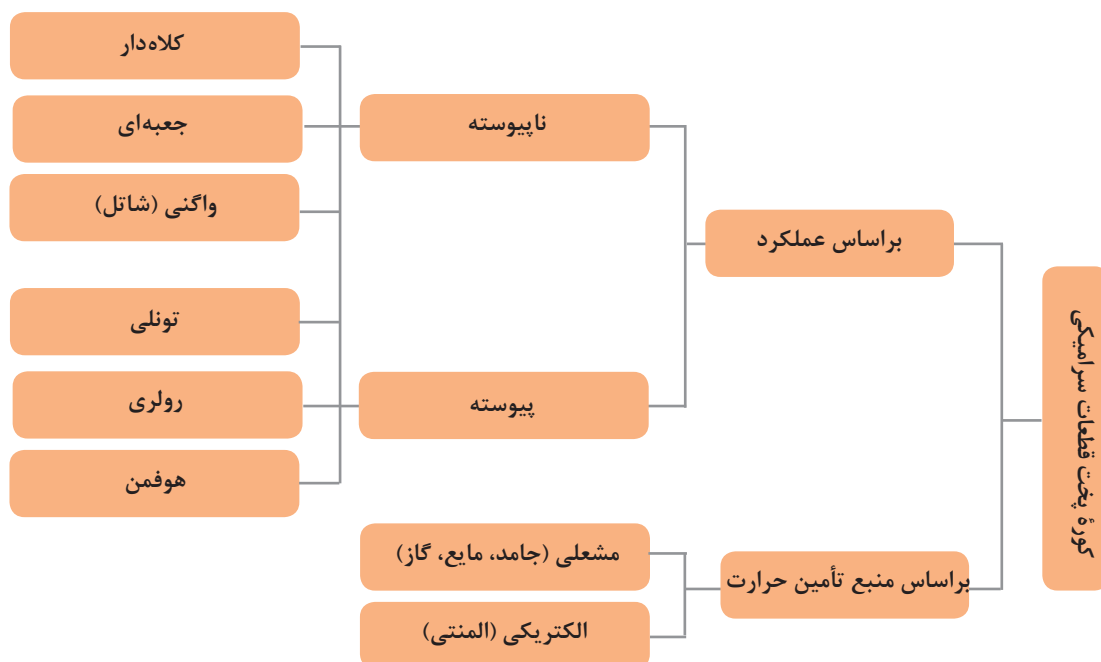 کورهٔ پخت قطعات سرامیکی
براساس عملکرد
ناپیوسته
کلاه‌دار
جعبه‌ای
واگنی (شاتل)
پیوسته
تونلی
رولری
هوفمن
براساس منبع تأمین حرارت
مشعلی (جامد، مایع، گاز)
الکتریکی (المنتی)